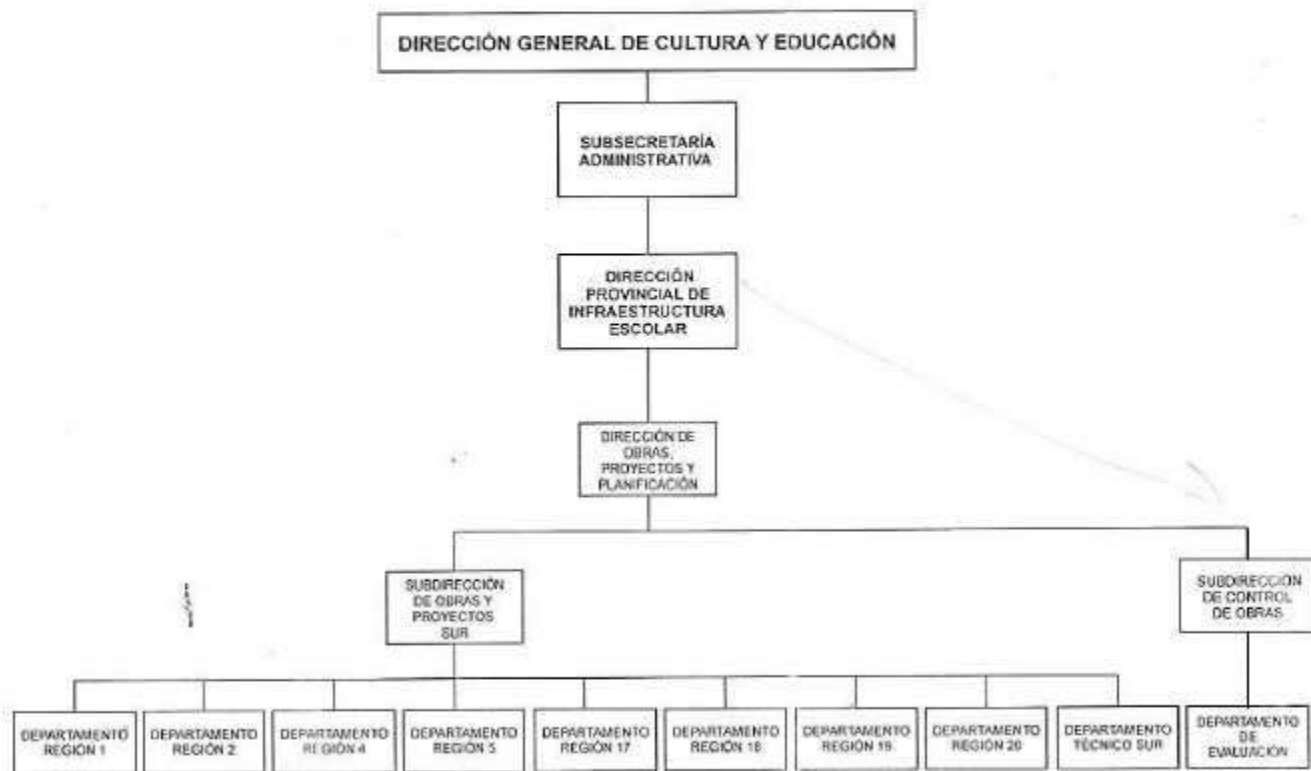 DIRECCIÓN GENERAL DE CULTURA Y EDUCACIÓN
SUBSECRETARÍA
ADMINISTRATIVA
DIRECCIÓN
PROVINCIAL DE
INFRAESTRUCTURA
ESCOLAR
DIRECCIÓN DE
OBRAS,
PROYECTOS Y
PLANIFICACIÓN
SUBDIRECCIÓN
DE OBRAS Y
PROYECTOS
SUR
SUBDIRECCIÓN
DE CONTROL
DE OBRAS
DEPARTAMENTO
REGIÓN 1
DEPARTAMENTO
REGIÓN 2
DEPARTAMENTO
REGIÓN 4
DEPARTAMENTO
REGIÓN 5
DEPARTAMENTO
REGIÓN 17
DEPARTAMENTO
REGIÓN 18
DEPARTAMENTO
REGIÓN 19
DEPARTAMENTO
REGIÓN 20
DEPARTAMENTO
TÉCNICO SUR
DEPARTAMENTO
DE
EVALUACIÓN